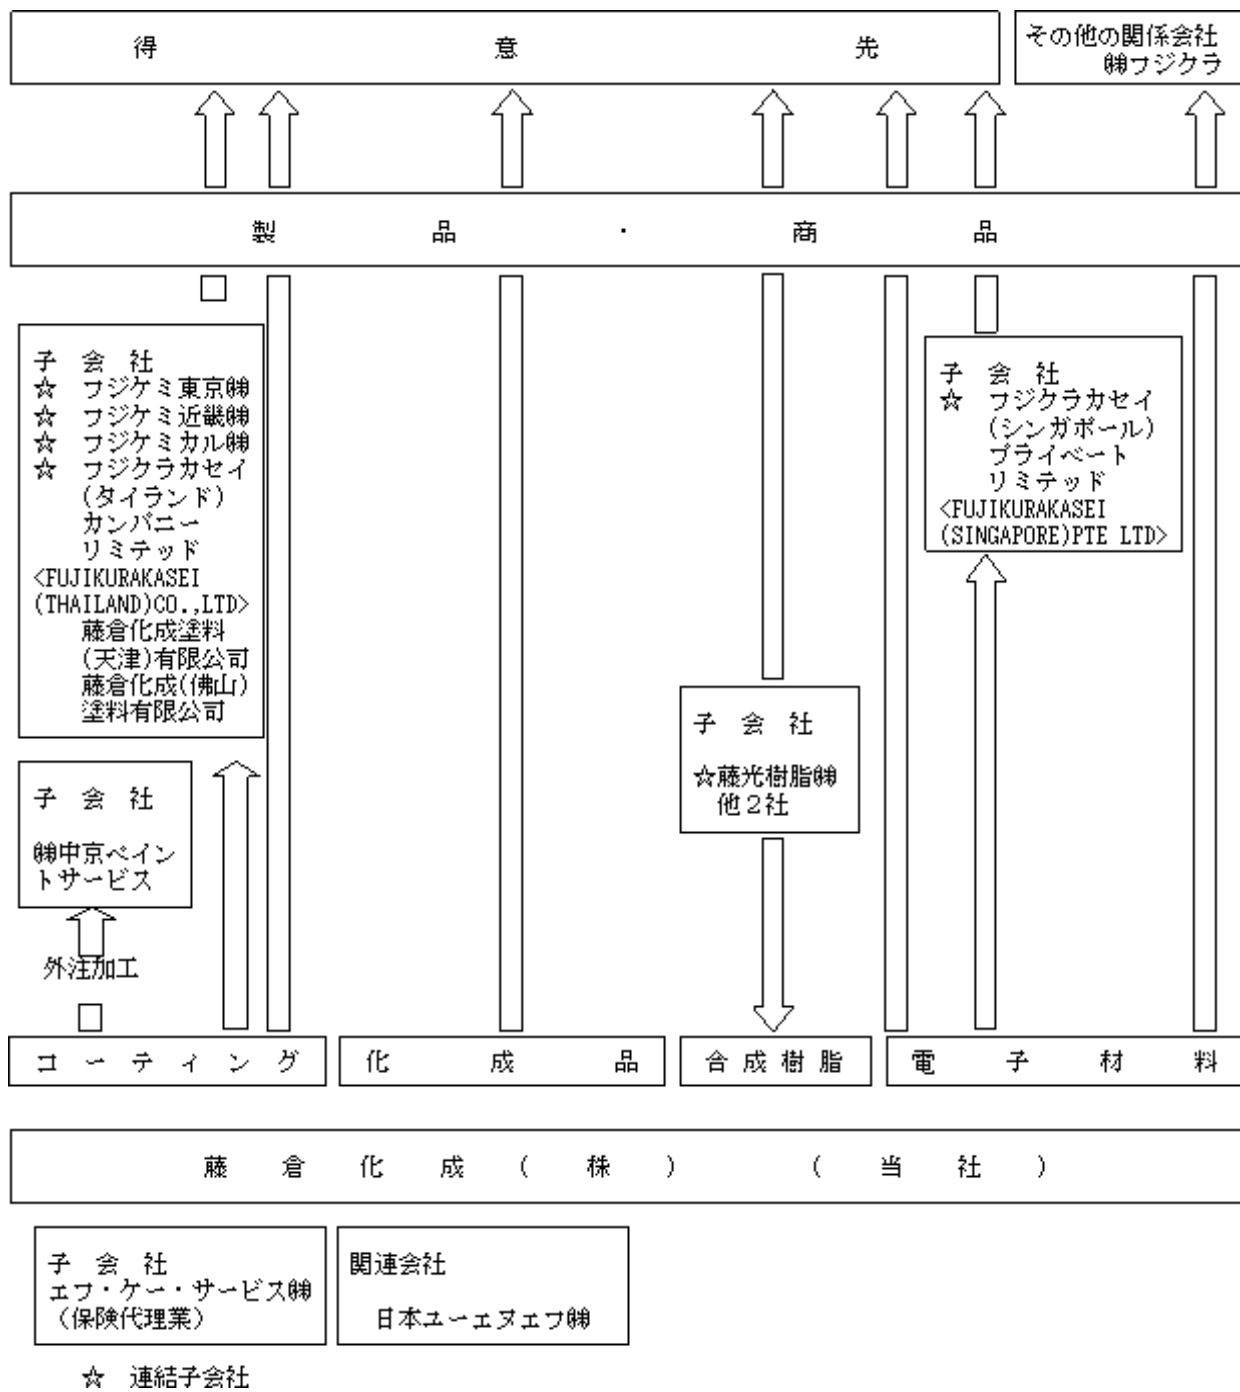 得意先
その他の関係会社
㈱フジクラ
製品・商品
子会社
☆ フジケミ東京㈱
☆ フジケミ近畿㈱
☆ フジケミカル㈱
☆ フジクラカセイ
(タイランド)
カンパニー
リミテッド
<FUJIKURAKASEI
(THAILAND)CO.,LTD>
藤倉化成塗料
(天津)有限公司
藤倉化成(佛山)
塗料有限公司
子会社
☆ フジクラカセイ
(シンガポール)
プライベート
リミテッド
<FUJIKURAKASEI
(SINGAPORE)PTE LTD>
子会社
☆藤光樹脂㈱
他２社
子会社
㈱中京ペイン
トサービス
外注加工
コーティング
化成品
合成樹脂
電子材料
藤倉化成(株) (当社)
子会社
エフ・ケー・サービス㈱
(保険代理業)
関連会社
日本ユーエヌエフ㈱
☆ 連結子会社